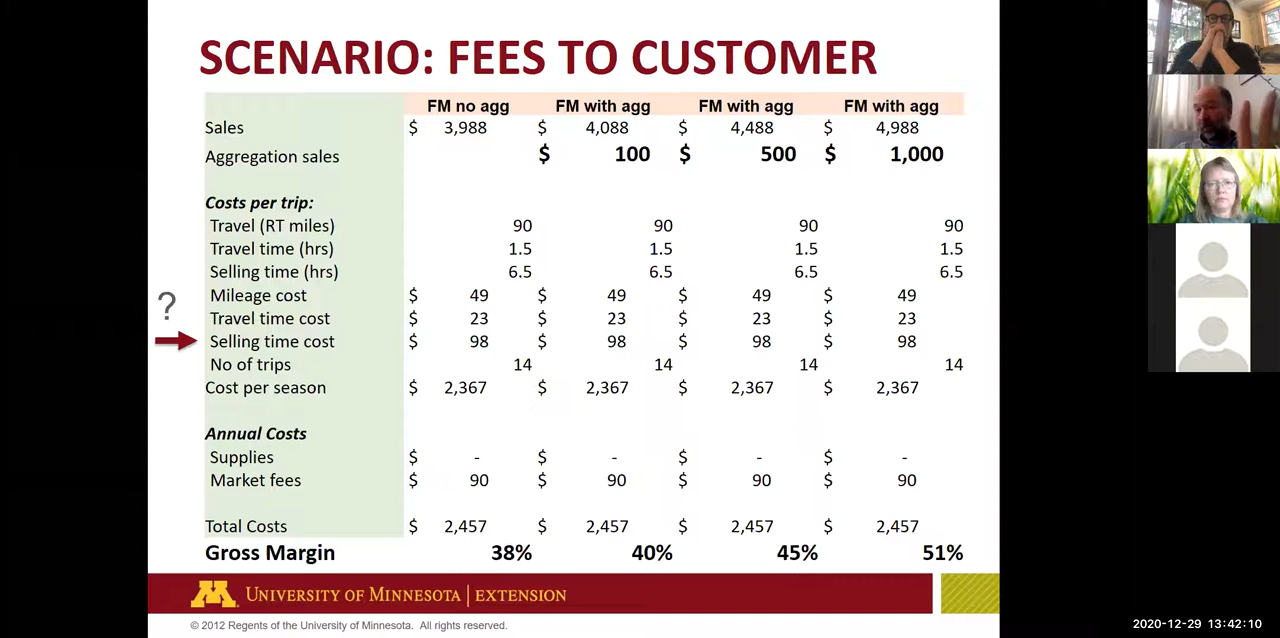 SCENARIO: FEES TO CUSTOMER
FM no agg FM with agg FM with agg FM with agg
Sales $ 3,988 $ 4,088 $ 4,488 $ 4,988
Aggregation sales $ 100 $ 500 $ 1,000
Costs per trip:
Travel (RT miles) 90 90 90 90
Travel time (hrs) 1.5 1.5 1.5 1.5
Selling time (hrs) 6.5 6.5 6.5 6.5
Mileage cost $ 49 $ 49 $ 49 $ 49
?
Travel time cost $ 23 $ 23 $ 23 $ 23
Selling time cost $ 98 $ 98 $ 98 $ 98
No of trips 14 14 14 14
Cost per season $ 2,367 $ 2,367 $ 2,367 $ 2,367
Annual Costs
Supplies $ - $ - $ - $ -
Market fees $ 90 $ 90 $ 90 $ 90
Total Costs $ 2,457 $ 2,457 $ 2,457 $ 2,457
Gross Margin 38% 40% 45% 51%
M UNIVERSITY OF MINNESOTA | EXTENSION
© 2012 Regents of the University of Minnesota. All rights reserved.
2020-12-29 13:42:10